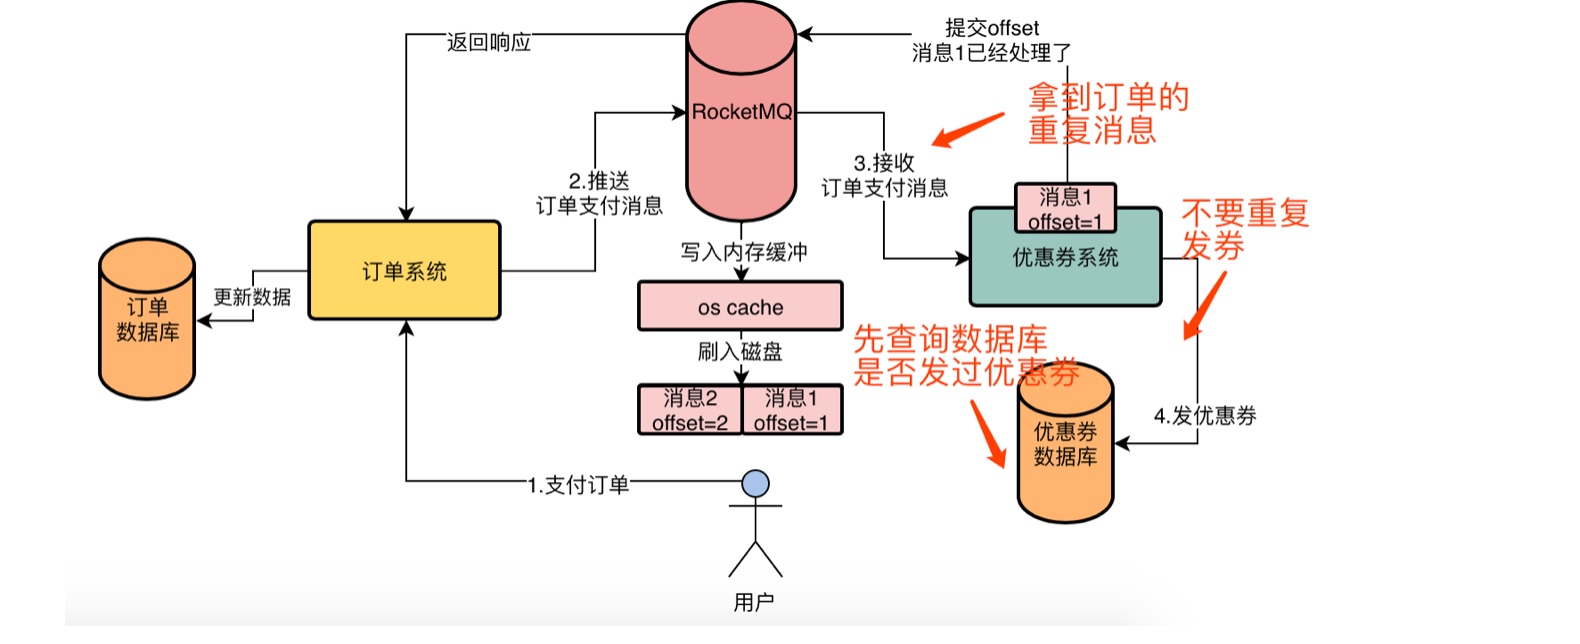 返回响应
提交offset
消息1已经处理了
RocketMQ
拿到订单的
重复消息
2.推送
订单支付消息
3.接收
订单支付消息
消息1
offset=1
优惠券系统
不要重复
发券
订单系统
写入内存缓冲
更新数据
订单
数据库
os cache
刷入磁盘
先查询数据库
是否发过优惠券
消息2
offset=2
消息1
offset=1
4.发优惠券
优惠券
数据库
1.支付订单
用户